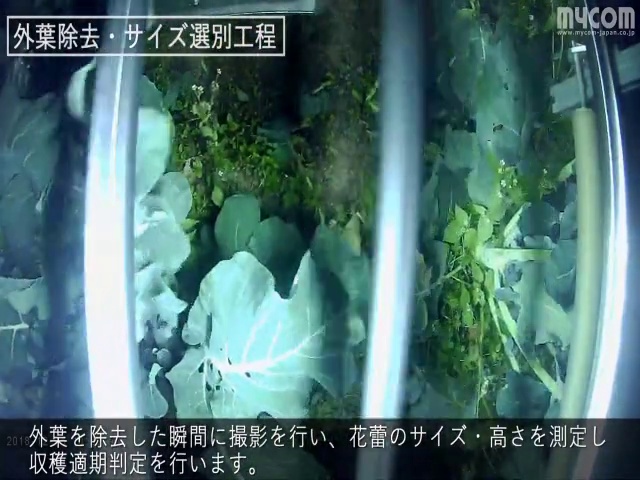 外葉除去・サイズ選別工程
mycom
www.mycom-japan.co.jp
2018
外葉を除去した瞬間に撮影を行い、花蕾のサイズ・高さを測定し
収穫適期判定を行います。